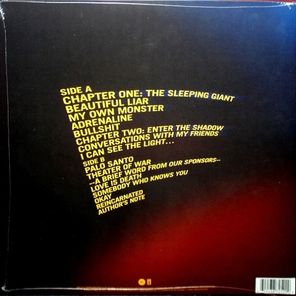 SIDE A
CHAPTER ONE: THE SLEEPING GIANT
BEAUTIFUL LIAR
MY OWN MONSTER
ADRENALINE
BULLSHIT
CHAPTER TWO: ENTER THE SHADOW
CONVERSATIONS WITH MY FRIENDS
I CAN SEE THE LIGHT...
SIDE B
PALO SANTO
THEATER OF WAR
..A BRIEF WORD FROM OUR SPONSORS..
LOVE IS DEATH
SOMEBODY WHO KNOWS YOU
OKAY
REINCARNATED
AUTHOR'S NOTE